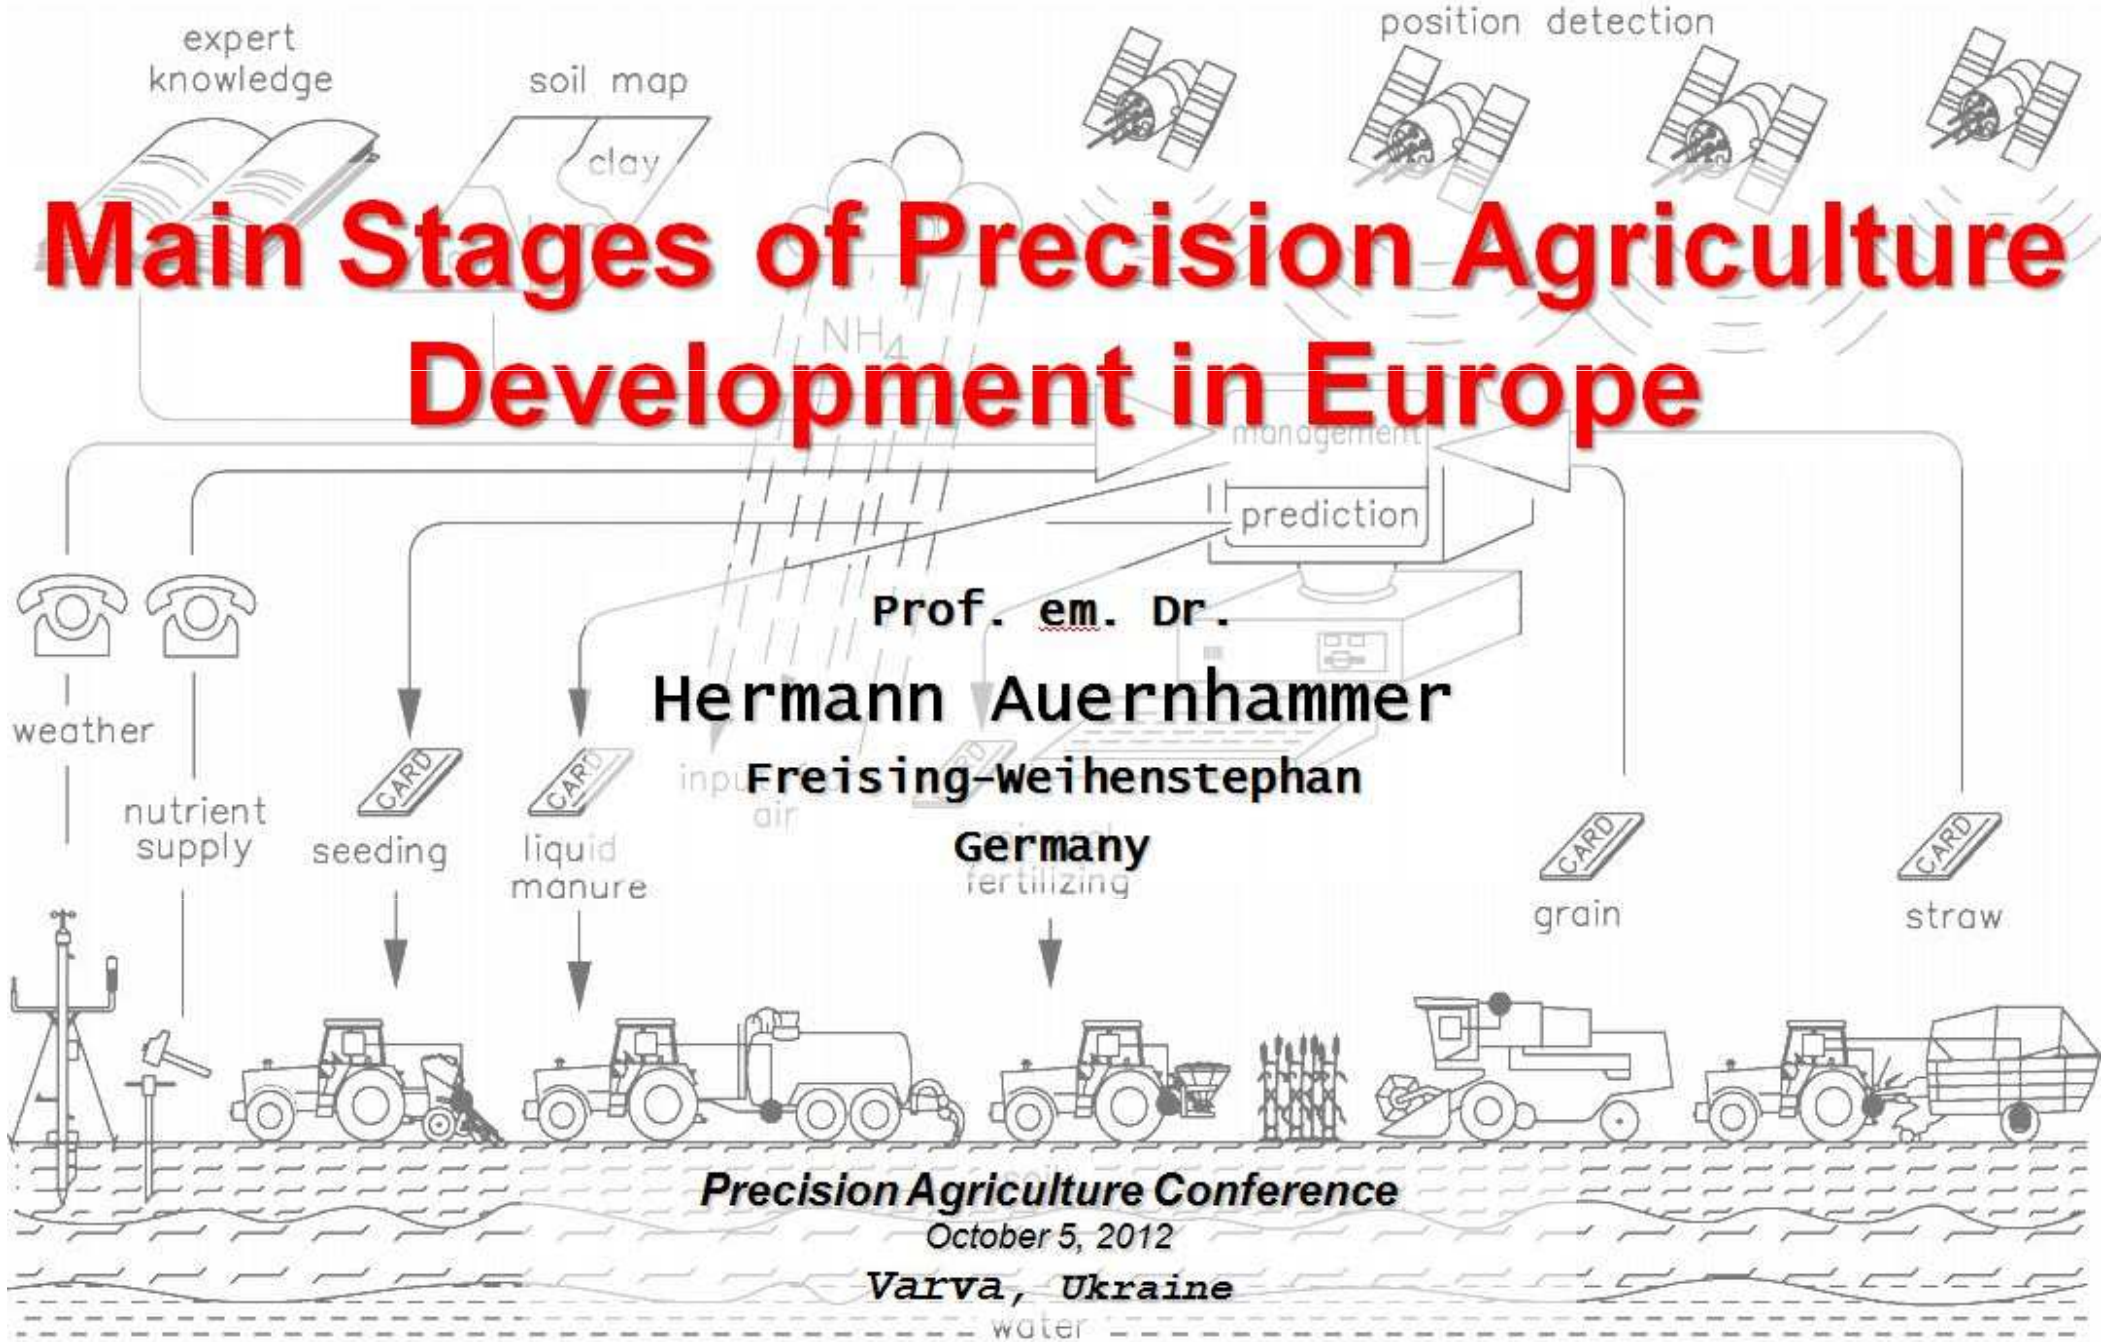 expert
knowledge
soil map
position detection
clay
Main Stages of Precision Agriculture
NH4
Development in Europe
management
prediction
Prof. em. Dr.
Hermann Auernhammer
Freising-Weihenstephan
Germany
weather
nutrient
supply
CARD
seeding
CARD
liquid
manure
air
CARD
fertilizing
CARD
grain
CARD
straw
Precision Agriculture Conference
October 5, 2012
Varva, Ukraine
water